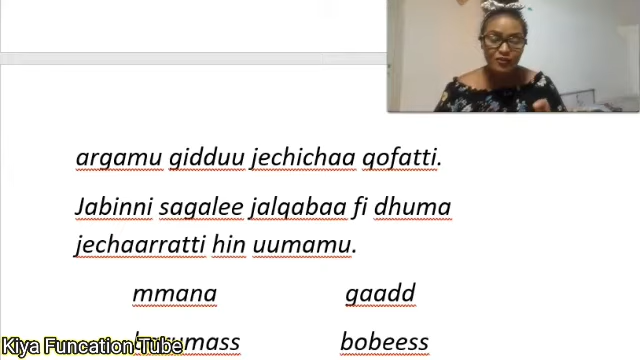 argamu gidduu jechichaa qofatti.
Jabinni sagalee jalqabaa fi dhuma
jechaarratti hin uumamu.
mmana gaadd
bobeess
Kiya Funcation Tube